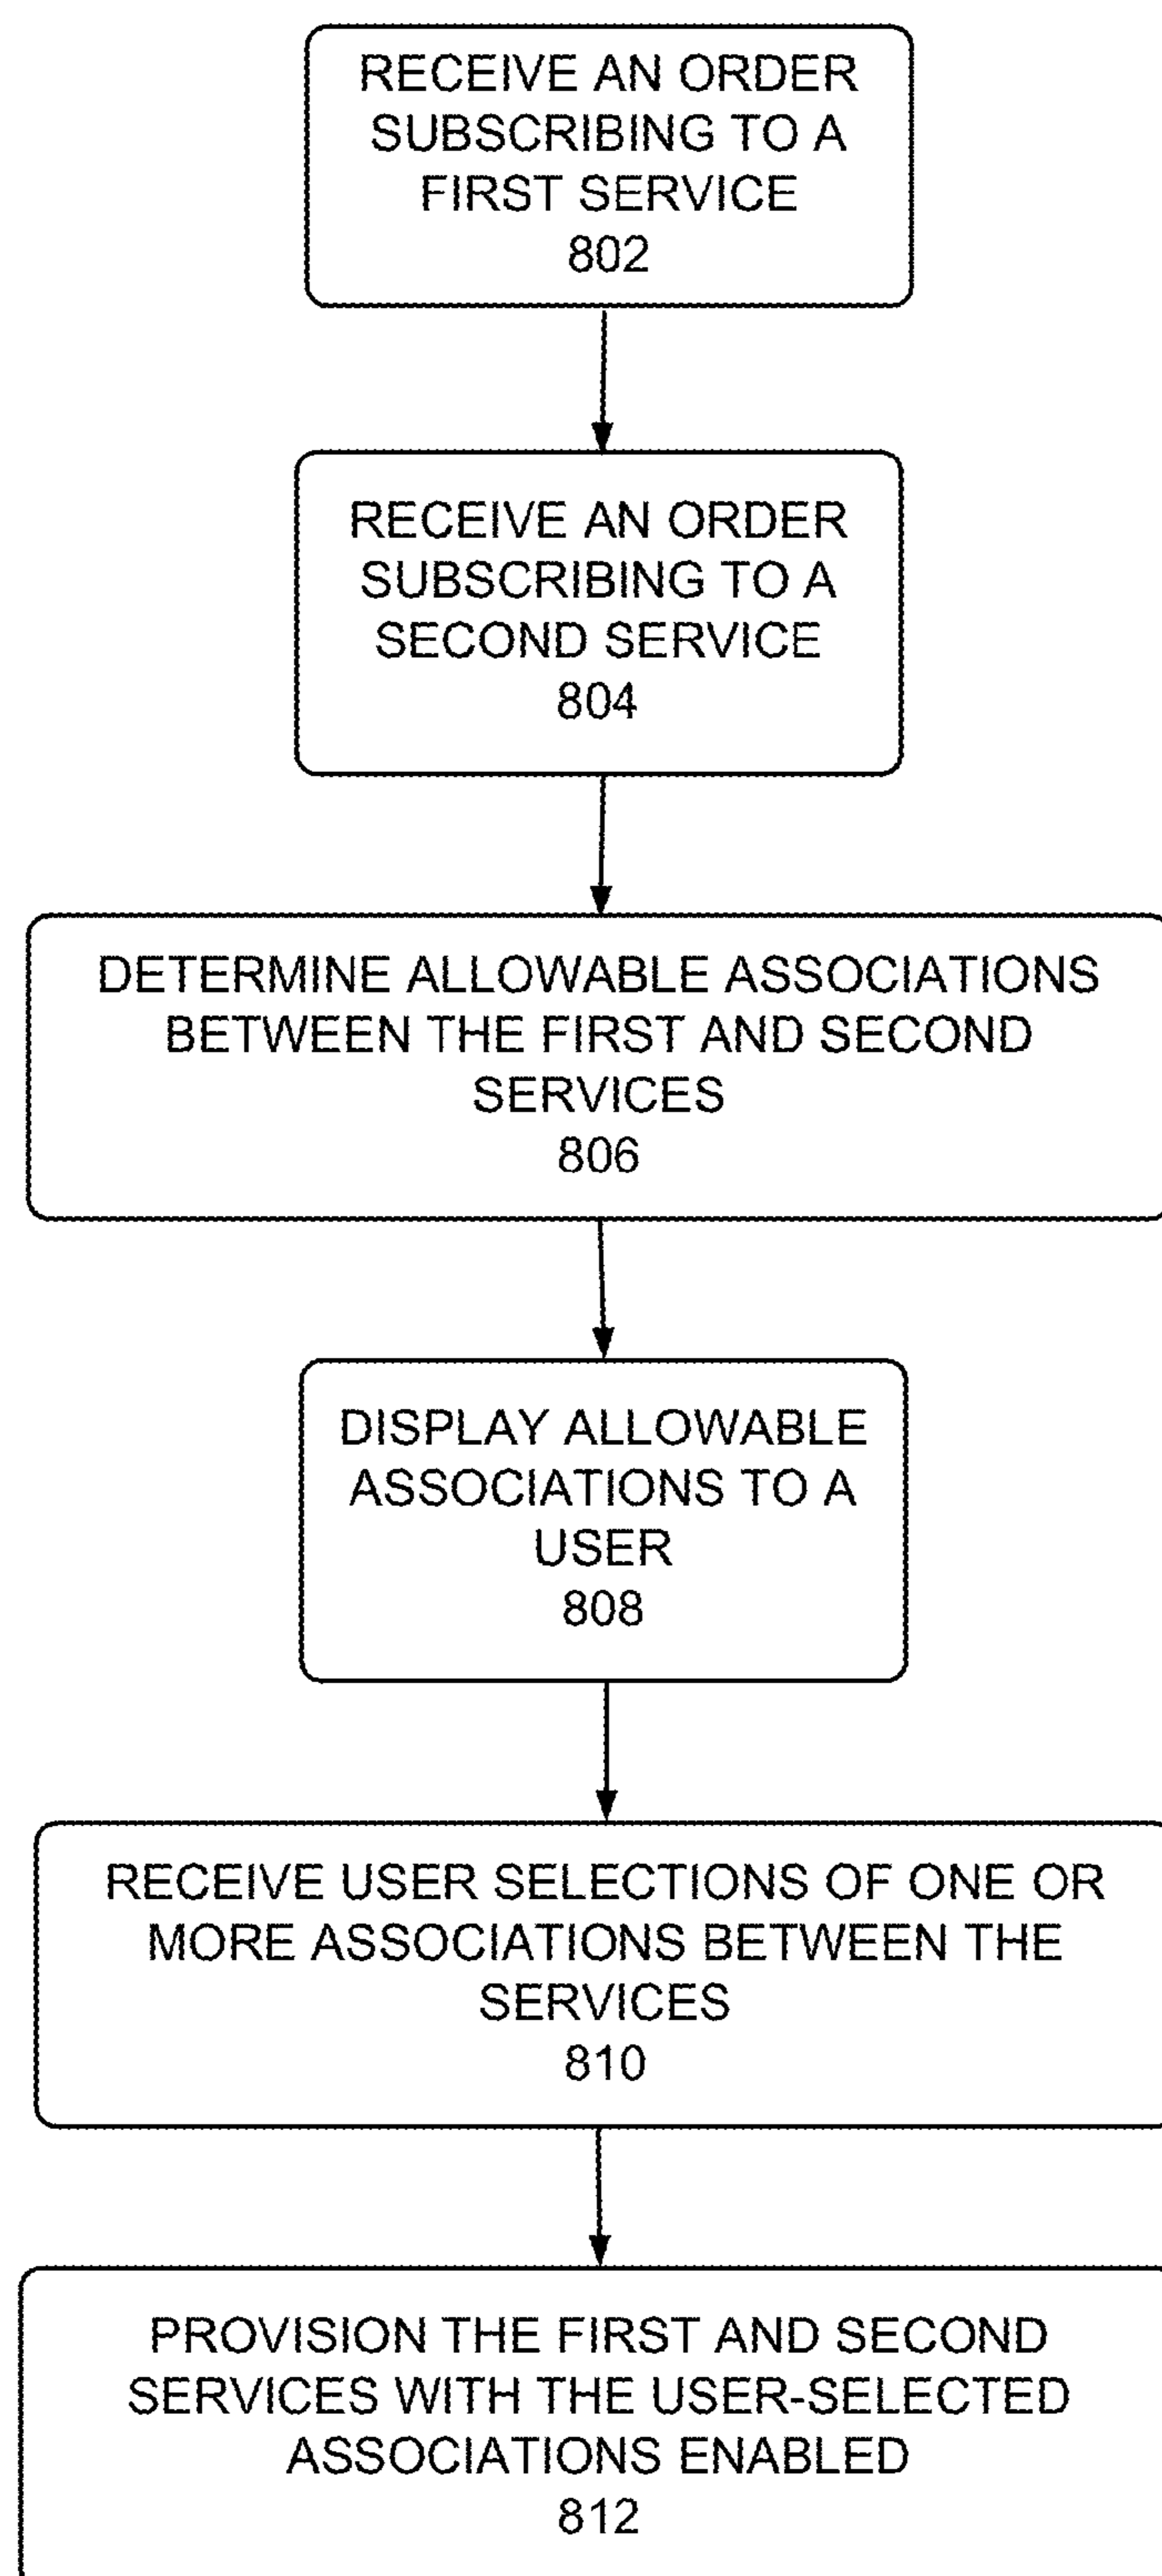 RECEIVE AN ORDER
SUBSCRIBING TO A
FIRST SERVICE
802
RECEIVE AN ORDER
SUBSCRIBING TO A
SECOND SERVICE
804
DETERMINE ALLOWABLE ASSOCIATIONS
BETWEEN THE FIRST AND SECOND
SERVICES
806
DISPLAY ALLOWABLE
ASSOCIATIONS TO A
USER
808
RECEIVE USER SELECTIONS OF ONE OR
MORE ASSOCIATIONS BETWEEN THE
SERVICES
810
PROVISION THE FIRST AND SECOND
SERVICES WITH THE USER-SELECTED
ASSOCIATIONS ENABLED
812